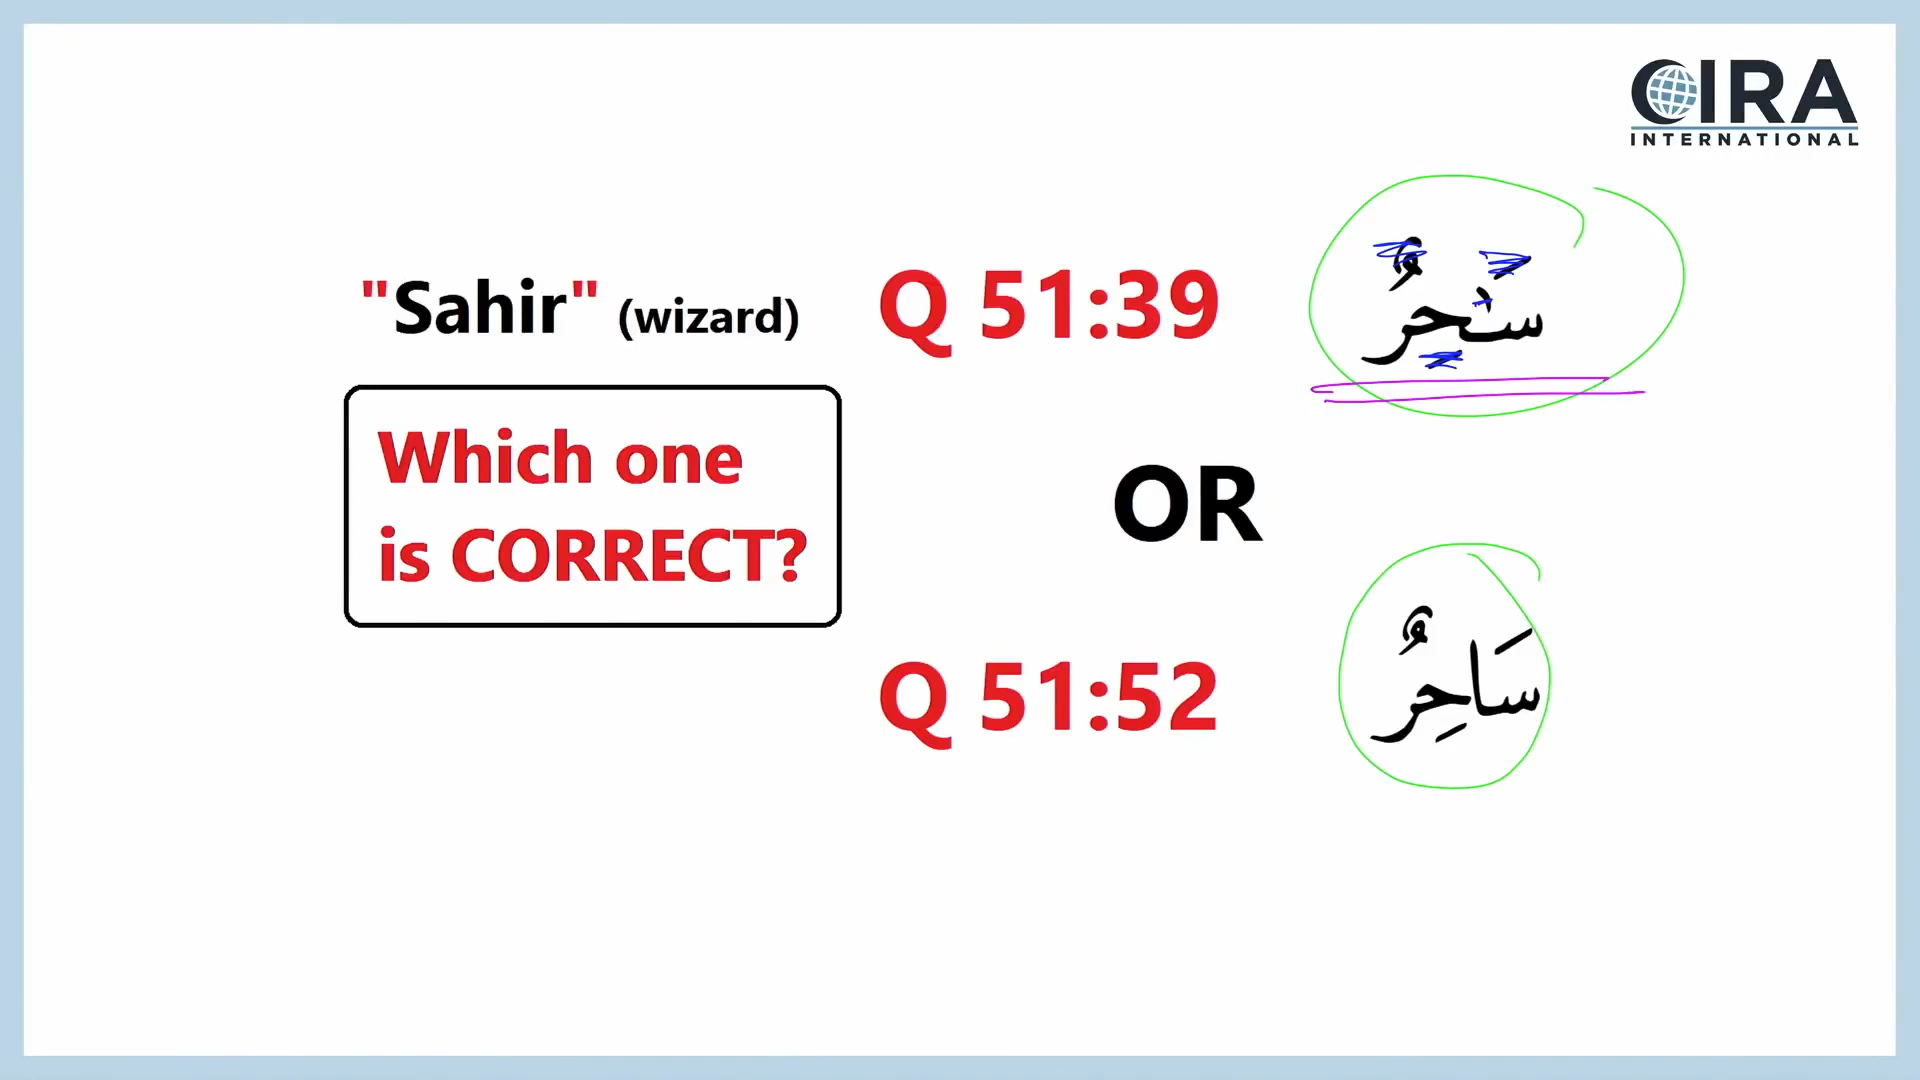 CIRA
INTERNATIONAL
"Sahir" (wizard) Q 51:39 سَٰحِرٌ
Which one
is CORRECT?
OR
Q 51:52 سَاحِرٌ